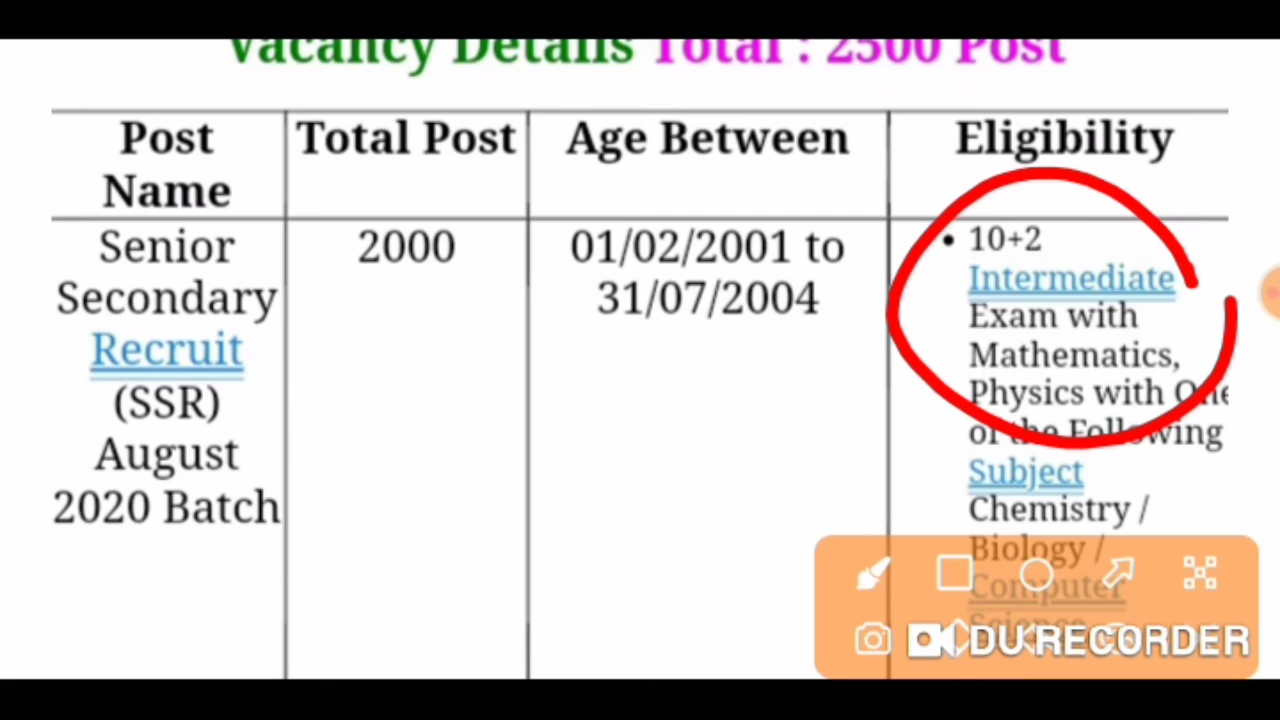 Vacancy Details Total : 2500 Post
Post Name
Total Post
Age Between
Eligibility
Senior
Secondary
Recruit
(SSR)
August
2020 Batch
2000
01/02/2001 to
31/07/2004
• 10+2
Intermediate
Exam with
Mathematics,
Physics with One
of the Following
Subject
Chemistry /
Biology /
Computer
Science
DU RECORDER